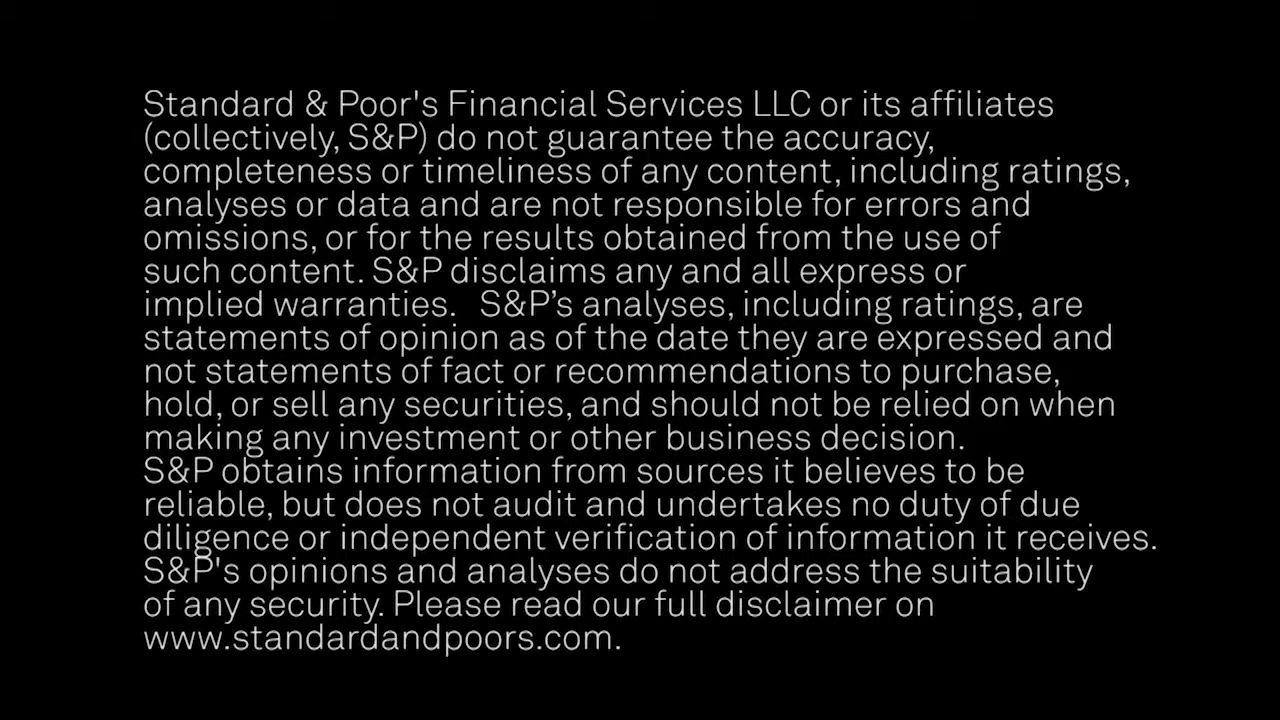 Standard & Poor's Financial Services LLC or its affiliates
(collectively, S&P) do not guarantee the accuracy,
completeness or timeliness of any content, including ratings,
analyses or data and are not responsible for errors and
omissions, or for the results obtained from the use of
such content. S&P disclaims any and all express or
implied warranties.   S&P’s analyses, including ratings, are
statements of opinion as of the date they are expressed and
not statements of fact or recommendations to purchase,
hold, or sell any securities, and should not be relied on when
making any investment or other business decision.
S&P obtains information from sources it believes to be
reliable, but does not audit and undertakes no duty of due
diligence or independent verification of information it receives.
S&P's opinions and analyses do not address the suitability
of any security. Please read our full disclaimer on
www.standardandpoors.com.